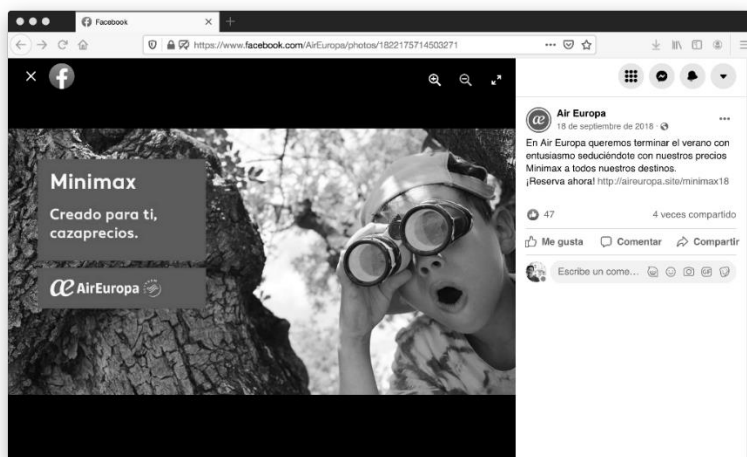 Facebook
https://www.facebook.com/AirEuropa/photos/1822175714503271
Minimax
Creado para ti,
cazaprecios.
æ AirEuropa
Air Europa
18 de septiembre de 2018
En Air Europa queremos terminar el verano con
entusiasmo seduciéndote con nuestros precios
Minimax a todos nuestros destinos.
¡Reserva ahora! http://aireuropa.site/minimax18
47
4 veces compartido
Me gusta
Comentar
Compartir
Escribe un come...
GIF